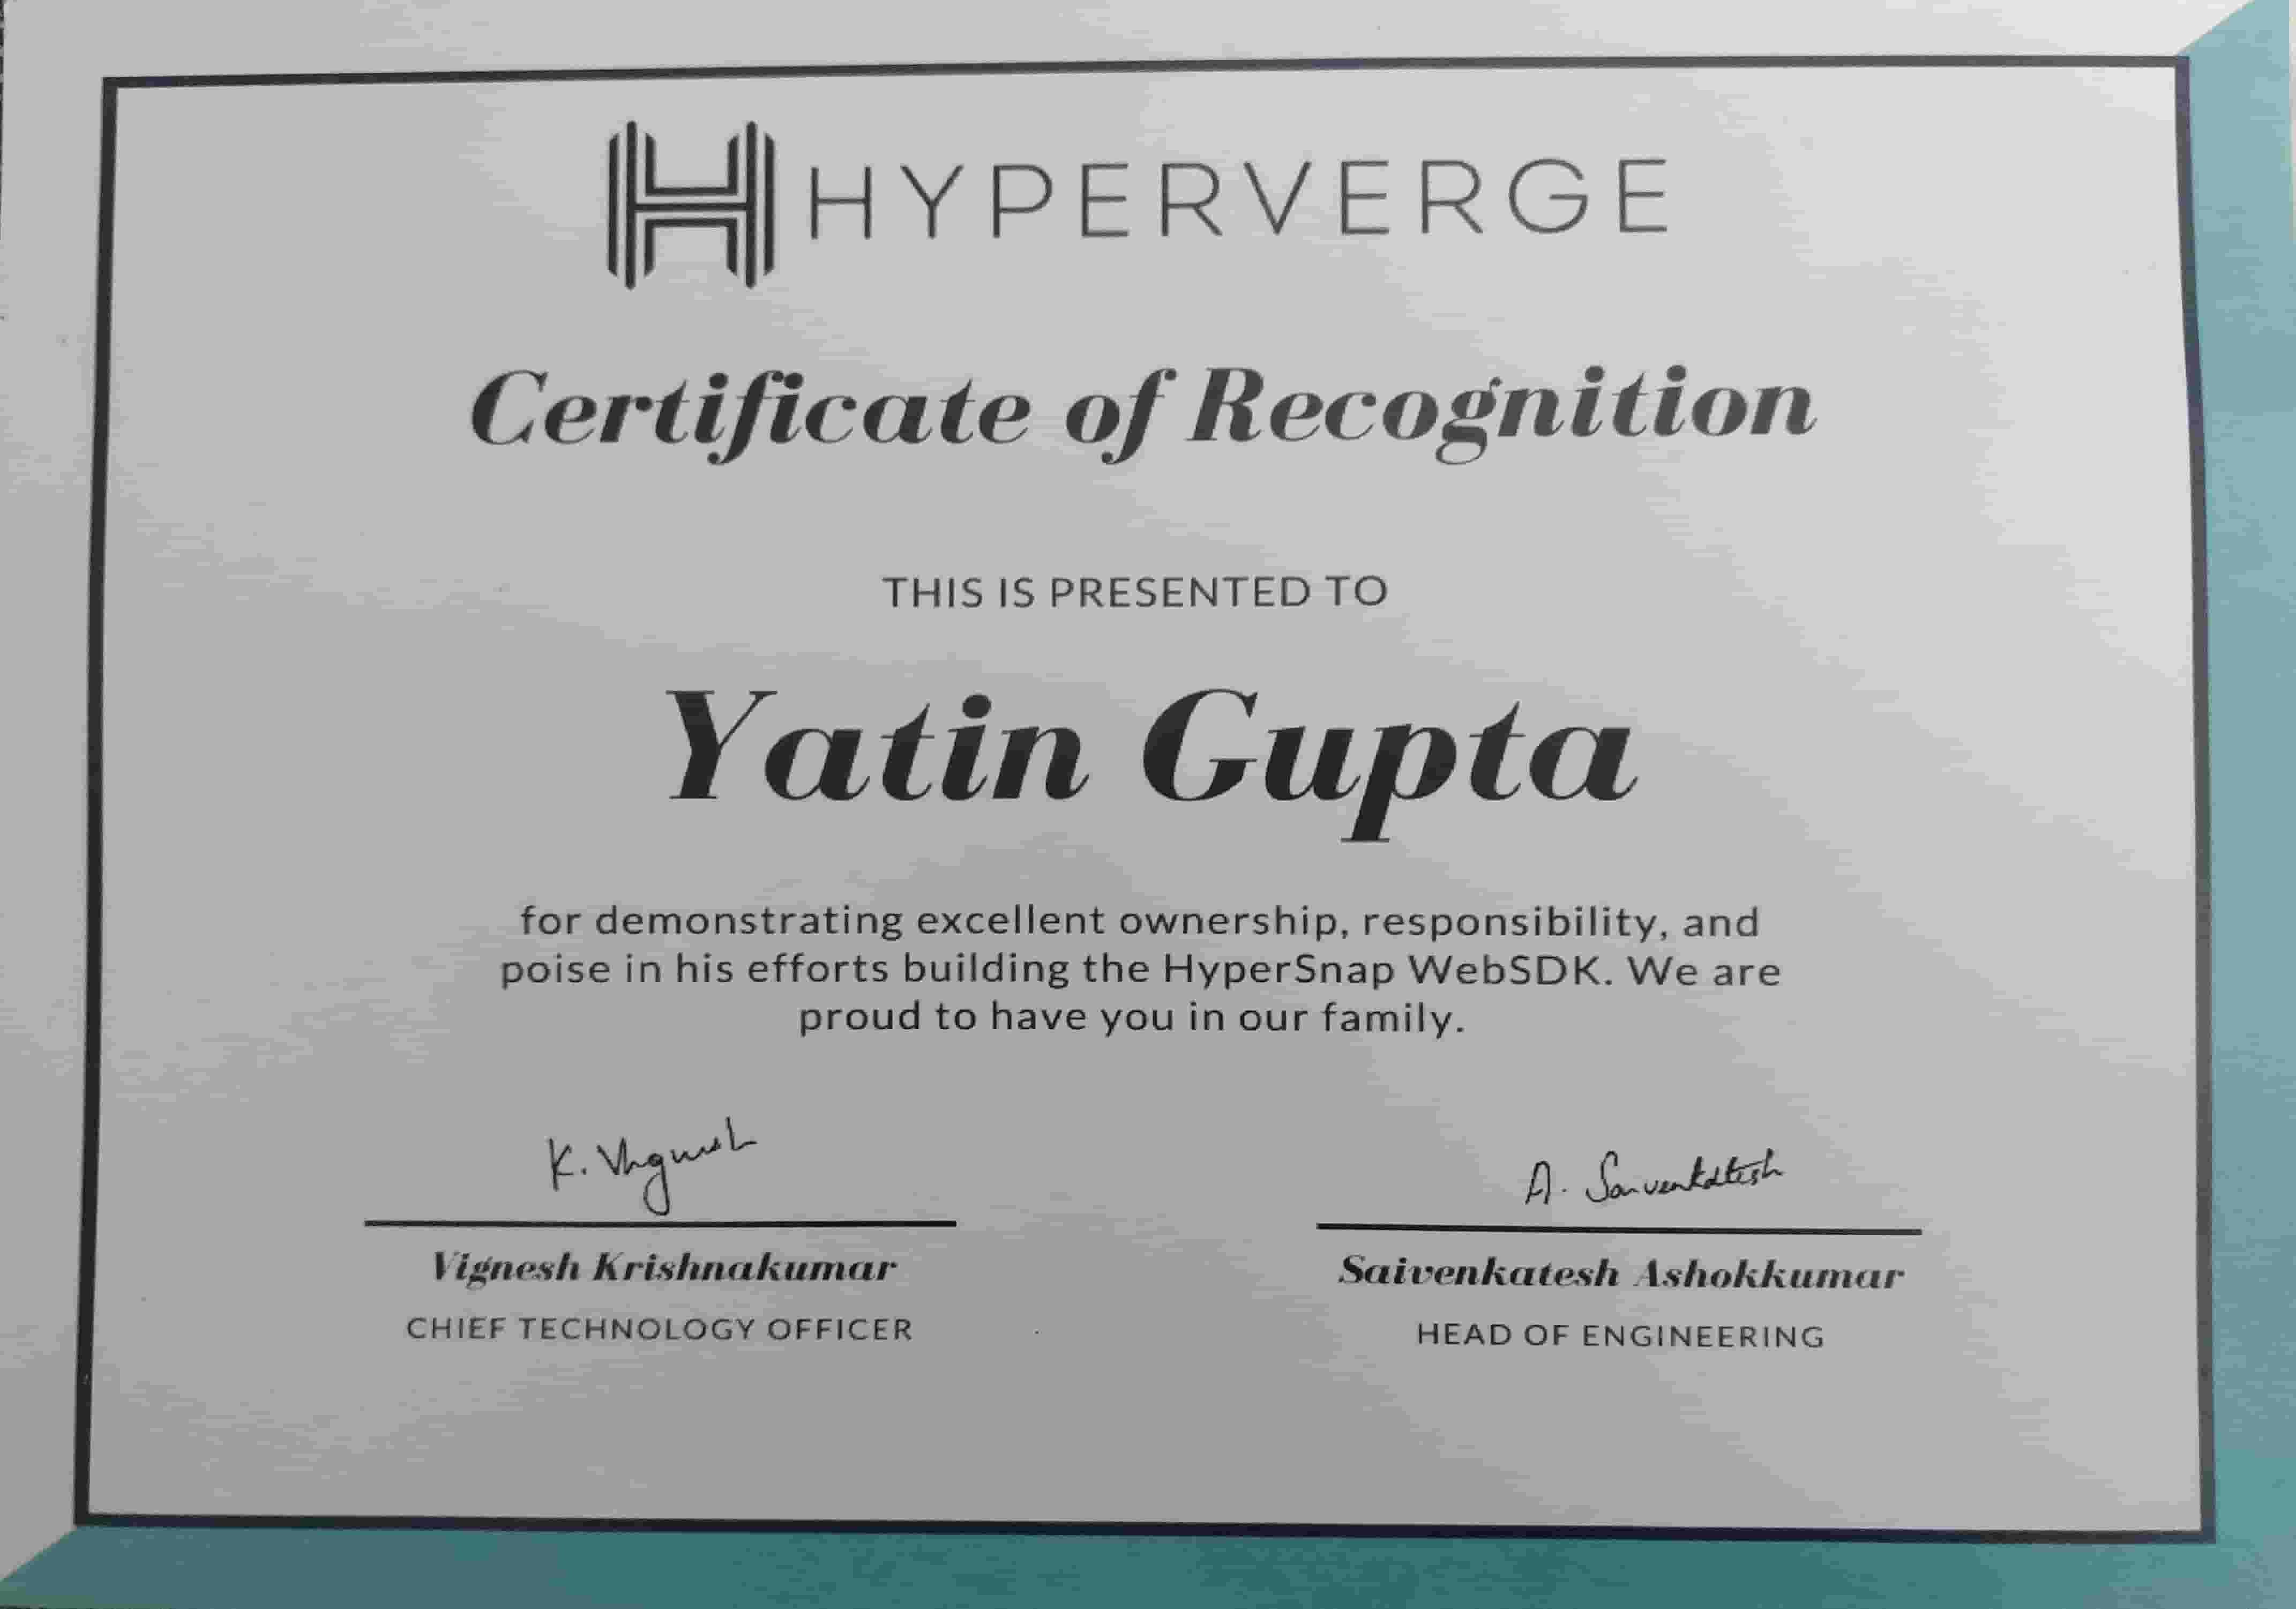 HYPERVERGE
Certificate of Recognition
THIS IS PRESENTED TO
Yatin Gupta
for demonstrating excellent ownership, responsibility, and
poise in his efforts building the HyperSnap WebSDK. We are
proud to have you in our family.
K. Vignesh
A. Saivenkatesh
Vignesh Krishnakumar
Saivenkatesh Ashokkumar
CHIEF TECHNOLOGY OFFICER
HEAD OF ENGINEERING